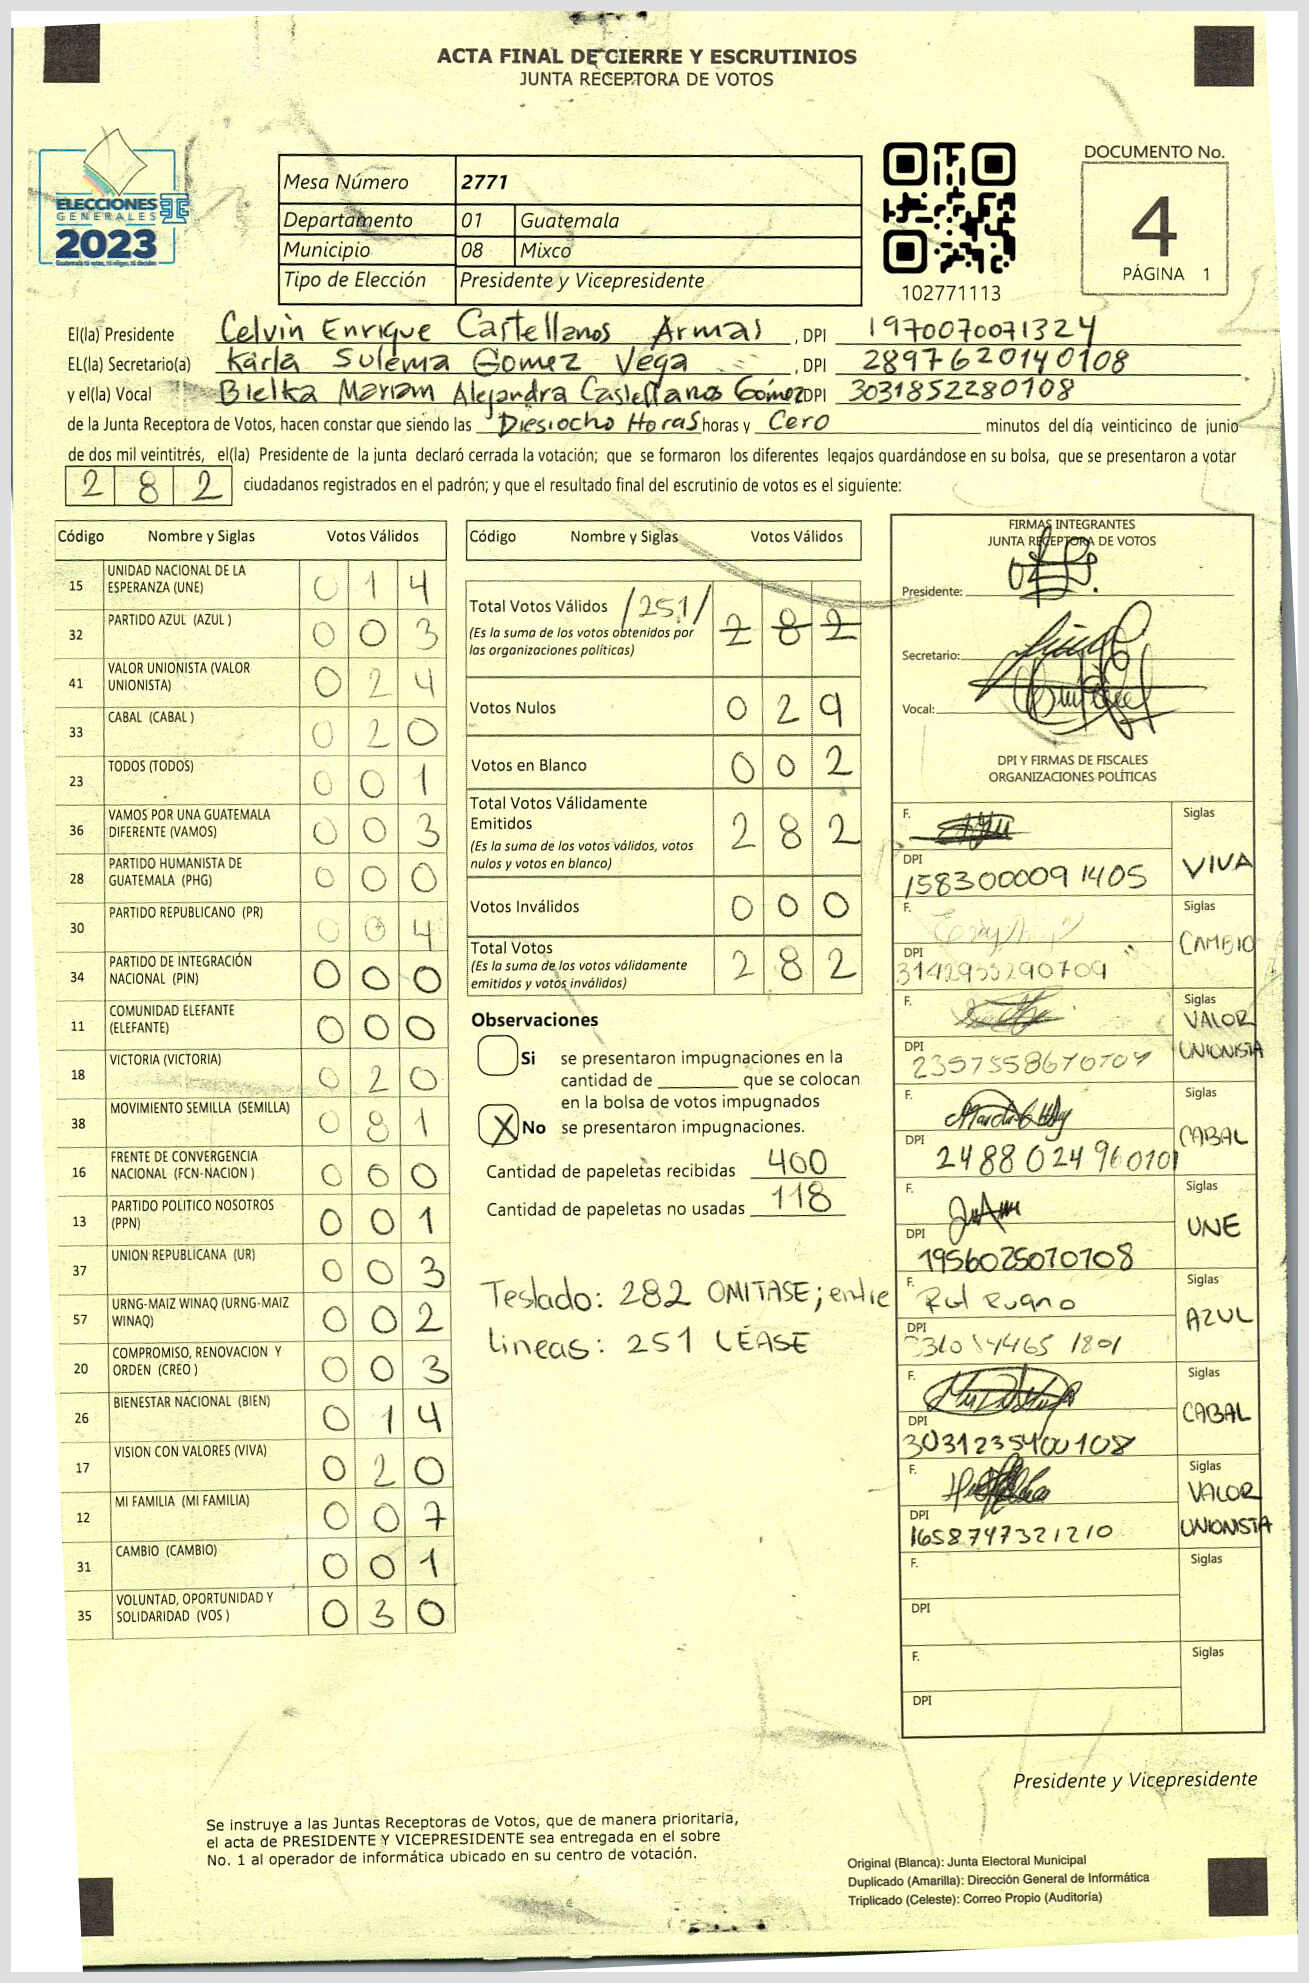 ACTA FINAL DE CIERRE Y ESCRUTINIOS
JUNTA RECEPTORA DE VOTOS
ELECCIONES
GENERALES
2023
Guatemala tú votas, tú eliges, tú decides
Mesa Número 2771
Departamento 01 Guatemala
Municipio 08 Mixco
Tipo de Elección Presidente y Vicepresidente
102771113
DOCUMENTO No.
4
PÁGINA 1
El(la) Presidente Celvin Enrique Castellanos Armas , DPI 1970070071324
EL(la) Secretario(a) Karla Sulema Gomez Vega , DPI 2897620140108
y el(la) Vocal Bielka Mariam Alejandra Castellanos Gómez DPI 3031852280108
de la Junta Receptora de Votos, hacen constar que siendo las Diesiocho Horas horas y Cero minutos del día veinticinco de junio
de dos mil veintitrés, el(la) Presidente de la junta declaró cerrada la votación; que se formaron los diferentes legajos guardándose en su bolsa, que se presentaron a votar
282 ciudadanos registrados en el padrón; y que el resultado final del escrutinio de votos es el siguiente:
Código Nombre y Siglas Votos Válidos
15 UNIDAD NACIONAL DE LA ESPERANZA (UNE) 0 1 4
32 PARTIDO AZUL (AZUL ) 0 0 3
41 VALOR UNIONISTA (VALOR UNIONISTA) 0 2 4
33 CABAL (CABAL ) 0 2 0
23 TODOS (TODOS) 0 0 1
36 VAMOS POR UNA GUATEMALA DIFERENTE (VAMOS) 0 0 3
28 PARTIDO HUMANISTA DE GUATEMALA (PHG) 0 0 0
30 PARTIDO REPUBLICANO (PR) 0 0 4
34 PARTIDO DE INTEGRACIÓN NACIONAL (PIN) 0 0 0
11 COMUNIDAD ELEFANTE (ELEFANTE) 0 0 0
18 VICTORIA (VICTORIA) 0 2 0
38 MOVIMIENTO SEMILLA (SEMILLA) 0 8 1
16 FRENTE DE CONVERGENCIA NACIONAL (FCN-NACION ) 0 0 0
13 PARTIDO POLITICO NOSOTROS (PPN) 0 0 1
37 UNION REPUBLICANA (UR) 0 0 3
57 URNG-MAIZ WINAQ (URNG-MAIZ WINAQ) 0 0 2
20 COMPROMISO, RENOVACION Y ORDEN (CREO ) 0 0 3
26 BIENESTAR NACIONAL (BIEN) 0 1 4
17 VISION CON VALORES (VIVA) 0 2 0
12 MI FAMILIA (MI FAMILIA) 0 0 7
31 CAMBIO (CAMBIO) 0 0 1
35 VOLUNTAD, OPORTUNIDAD Y SOLIDARIDAD (VOS ) 0 3 0
Código Nombre y Siglas Votos Válidos
Total Votos Válidos /251/ 2 8 2
(Es la suma de los votos obtenidos por
las organizaciones políticas)
Votos Nulos 0 2 9
Votos en Blanco 0 0 2
Total Votos Válidamente
Emitidos 2 8 2
(Es la suma de los votos válidos, votos
nulos y votos en blanco)
Votos Inválidos 0 0 0
Total Votos 2 8 2
(Es la suma de los votos válidamente
emitidos y votos inválidos)
Observaciones
Si se presentaron impugnaciones en la
cantidad de ________ que se colocan
en la bolsa de votos impugnados
X No se presentaron impugnaciones.
Cantidad de papeletas recibidas 400
Cantidad de papeletas no usadas 118
Testado: 282 OMITASE; entre
lineas: 251 LÉASE
FIRMAS INTEGRANTES
JUNTA RECEPTORA DE VOTOS
Presidente:
Secretario:
Vocal:
DPI Y FIRMAS DE FISCALES
ORGANIZACIONES POLÍTICAS
F. Siglas
DPI 1583000091405 VIVA
F. Siglas
DPI CAMBIO
F. Siglas
DPI VALOR UNIONISTA
F. Siglas
DPI 2488024960101 CABAL
F. Siglas
DPI 1956025070708 UNE
F. Siglas
DPI AZUL
F. Siglas
DPI 3031235400108 CABAL
F. Siglas
DPI 1658747321210 VALOR UNIONISTA
F. Siglas
DPI
F. Siglas
DPI
Presidente y Vicepresidente
Se instruye a las Juntas Receptoras de Votos, que de manera prioritaria,
el acta de PRESIDENTE Y VICEPRESIDENTE sea entregada en el sobre
No. 1 al operador de informática ubicado en su centro de votación.
Original (Blanca): Junta Electoral Municipal
Duplicado (Amarilla): Dirección General de Informática
Triplicado (Celeste): Correo Propio (Auditoría)